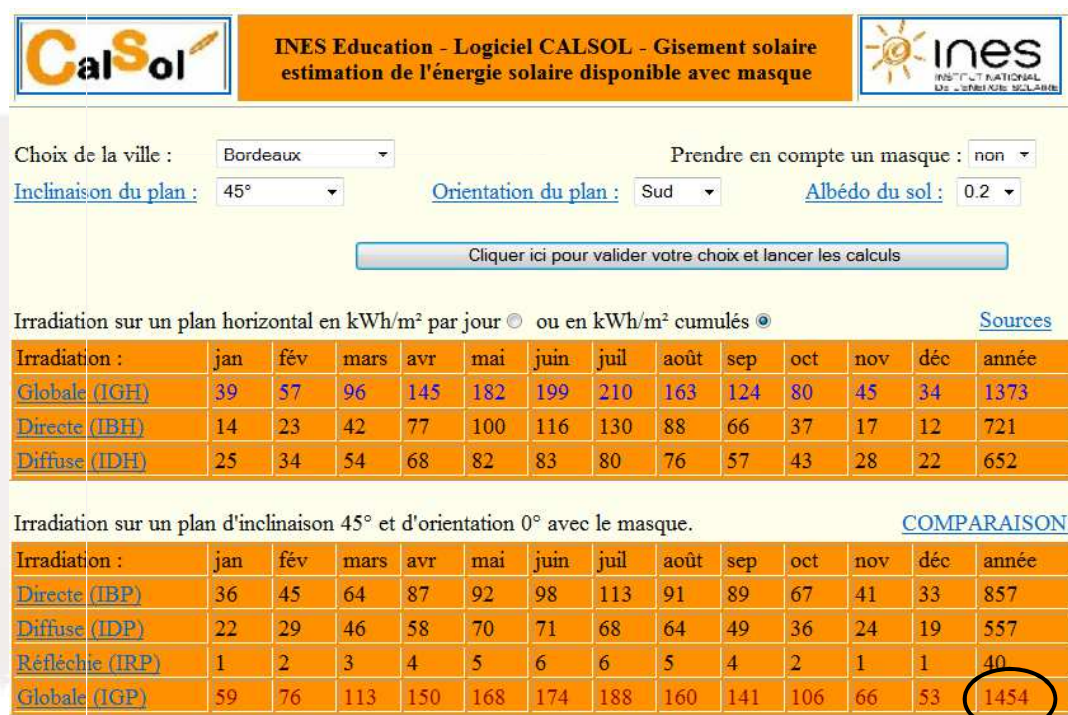 CalSol
INES Education - Logiciel CALSOL - Gisement solaire
estimation de l'énergie solaire disponible avec masque
ines
INSTITUT NATIONAL
DE L'ENERGIE SOLAIRE
Choix de la ville : Bordeaux Prendre en compte un masque : non
Inclinaison du plan : 45° Orientation du plan : Sud Albédo du sol : 0.2
Cliquer ici pour valider votre choix et lancer les calculs
Irradiation sur un plan horizontal en kWh/m² par jour ou en kWh/m² cumulés Sources
Irradiation : jan fév mars avr mai juin juil août sep oct nov déc année
Globale (IGH) 39 57 96 145 182 199 210 163 124 80 45 34 1373
Directe (IBH) 14 23 42 77 100 116 130 88 66 37 17 12 721
Diffuse (IDH) 25 34 54 68 82 83 80 76 57 43 28 22 652
Irradiation sur un plan d'inclinaison 45° et d'orientation 0° avec le masque. COMPARAISON
Irradiation : jan fév mars avr mai juin juil août sep oct nov déc année
Directe (IBP) 36 45 64 87 92 98 113 91 89 67 41 33 857
Diffuse (IDP) 22 29 46 58 70 71 68 64 49 36 24 19 557
Réfléchie (IRP) 1 2 3 4 5 6 6 5 4 2 1 1 40
Globale (IGP) 59 76 113 150 168 174 188 160 141 106 66 53 1454